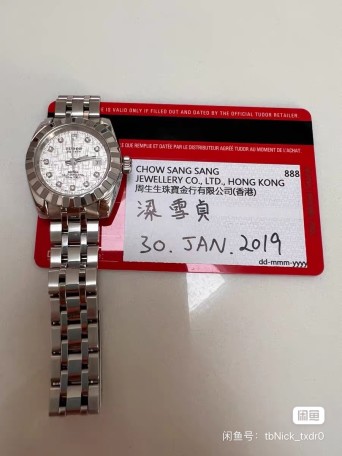 IS VALID ONLY IF FILLED OUT AND DATED BY THE OFFICIAL TUDOR RETAILER
QUE REMPLIE ET DATÉE PAR LE DISTRIBUTEUR AGRÉÉ TUDOR AU MOMENT DE
CHOW SANG SANG 888
JEWELLERY CO., LTD., HONG KONG
周生生珠寶金行有限公司(香港)
梁雪貞
30. JAN. 2019
dd-mmm-yyyy
闲鱼
闲鱼号：tbNick_txdr0